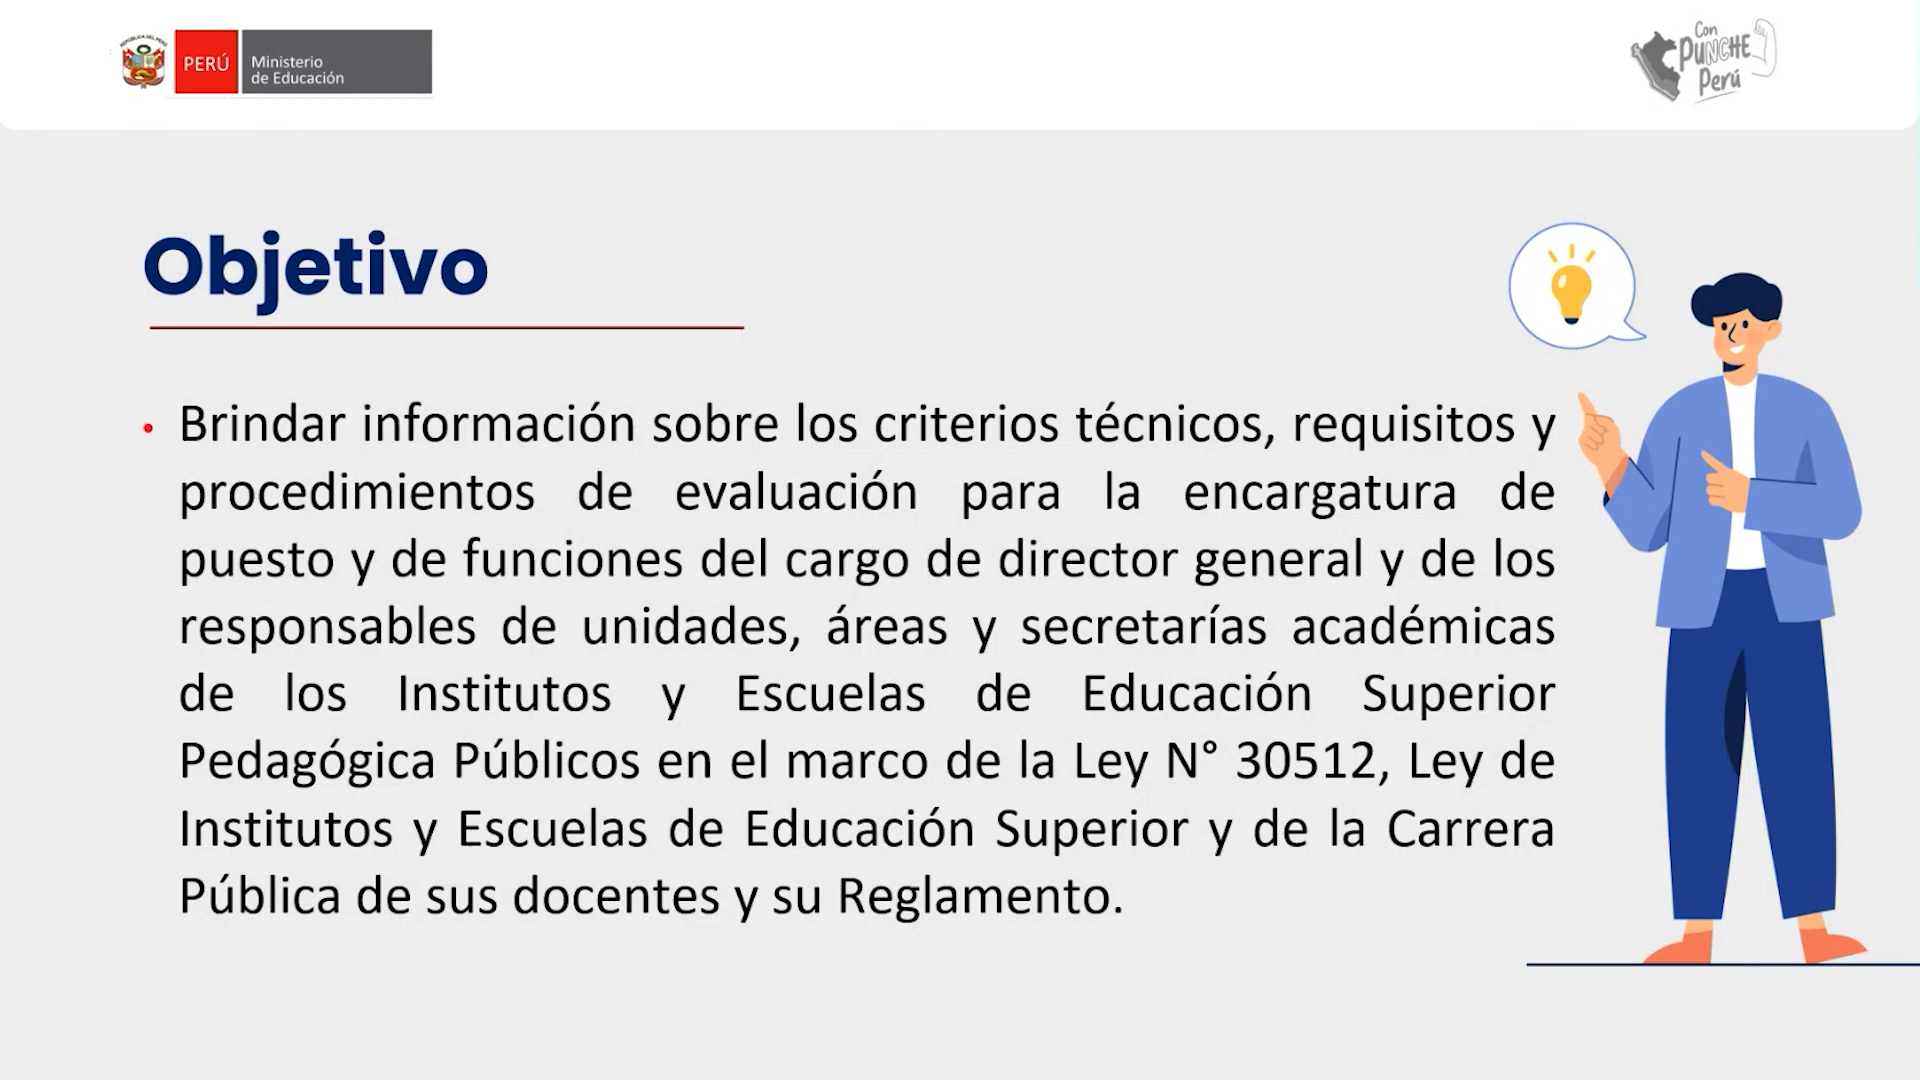 PERÚ
Ministerio
de Educación
Con
PUNCHE
Perú
Objetivo
• Brindar información sobre los criterios técnicos, requisitos y
procedimientos de evaluación para la encargatura de
puesto y de funciones del cargo de director general y de los
responsables de unidades, áreas y secretarías académicas
de los Institutos y Escuelas de Educación Superior
Pedagógica Públicos en el marco de la Ley N° 30512, Ley de
Institutos y Escuelas de Educación Superior y de la Carrera
Pública de sus docentes y su Reglamento.